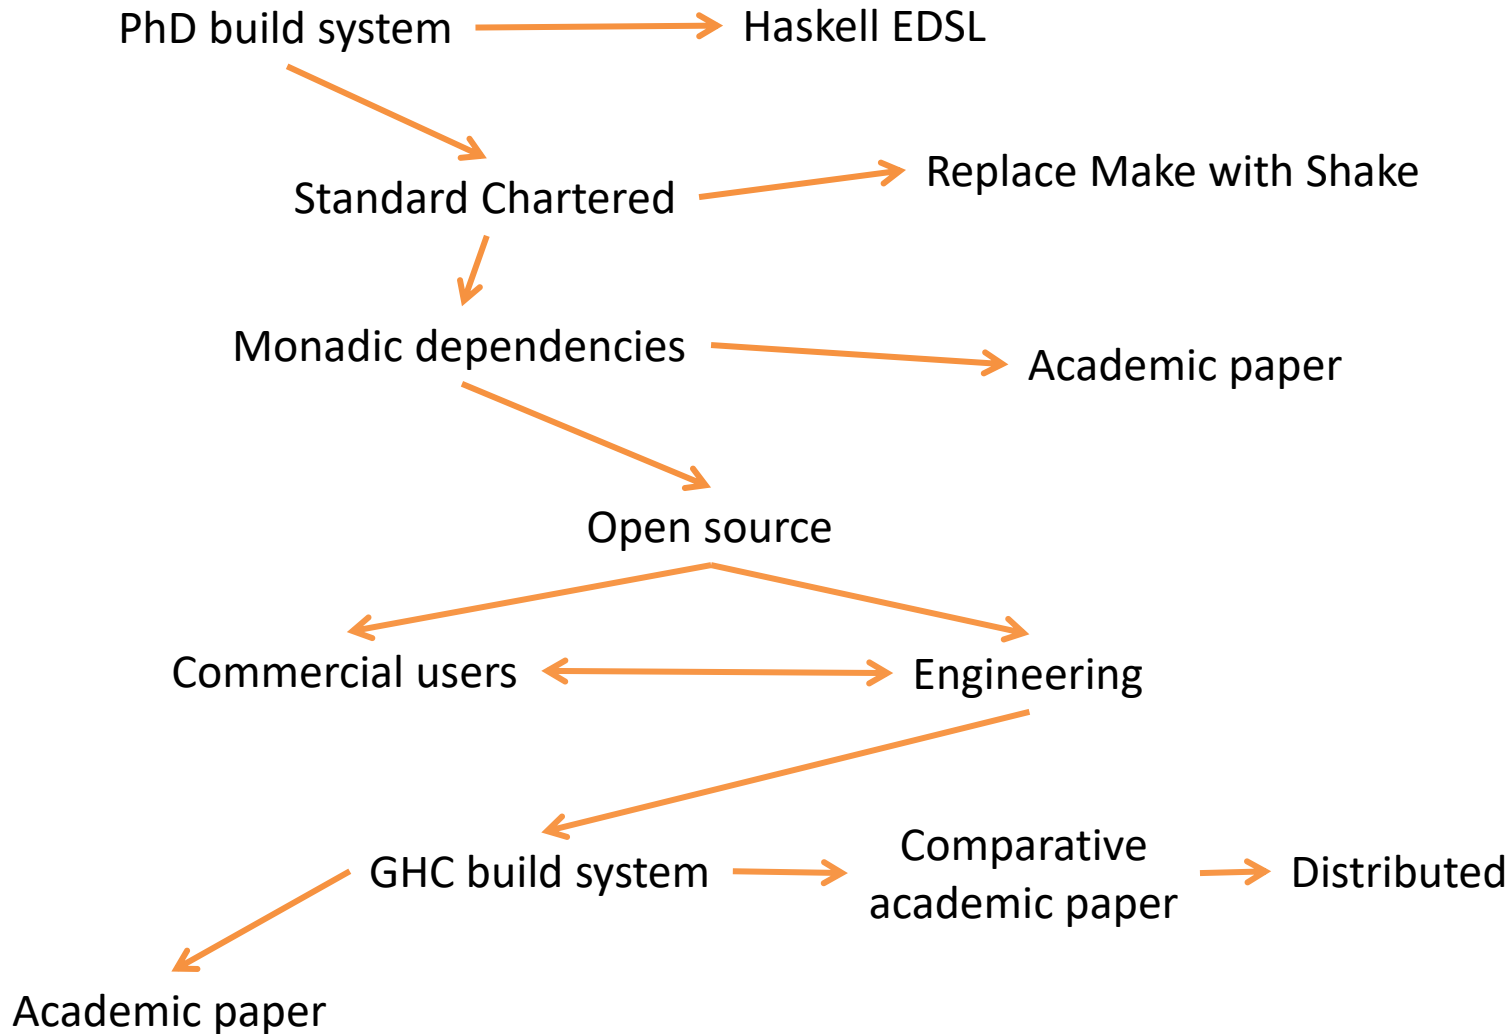 PhD build system
Haskell EDSL
Replace Make with Shake
Standard Chartered
Monadic dependencies
Academic paper
Open source
Commercial users
Engineering
GHC build system
Comparative
academic paper
Distributed
Academic paper